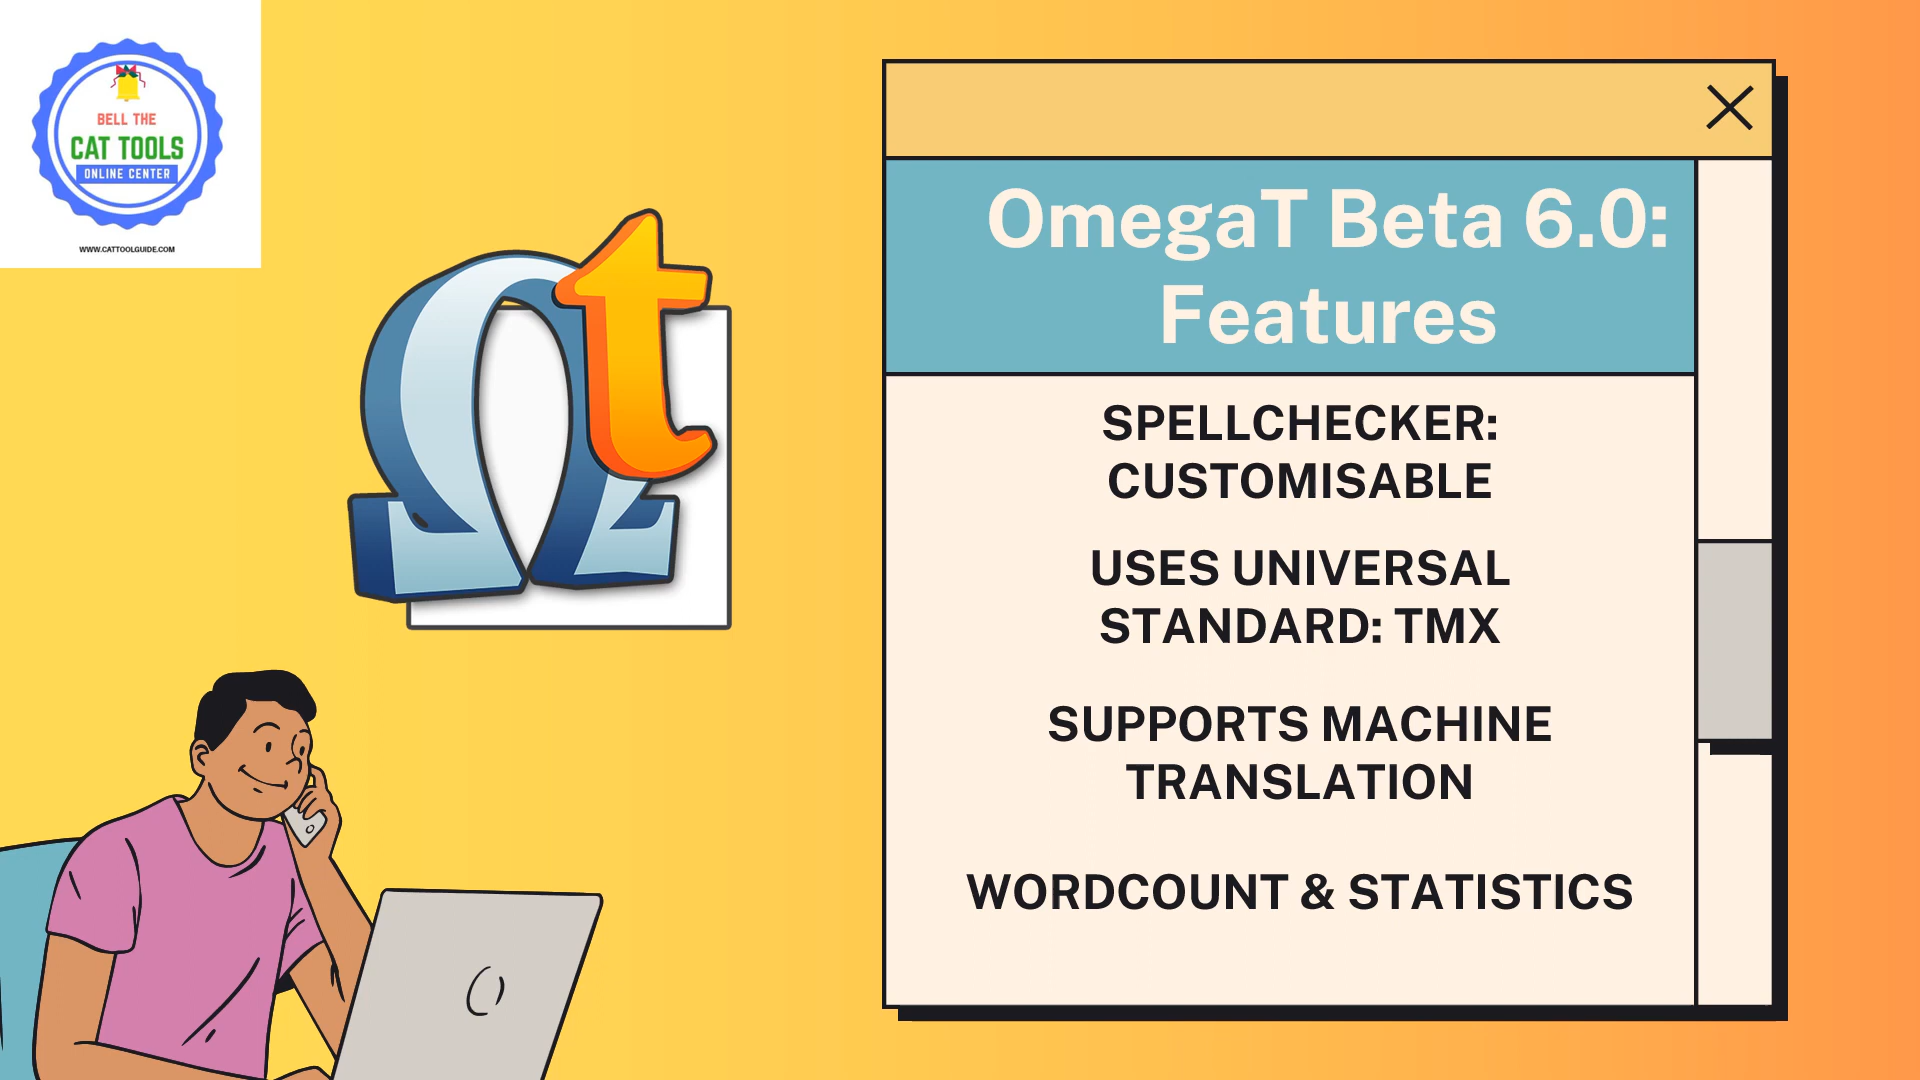 BELL THE
CAT TOOLS
ONLINE CENTER
WWW.CATTOOLGUIDE.COM
Ωt
OmegaT Beta 6.0:
Features
SPELLCHECKER:
CUSTOMISABLE
USES UNIVERSAL
STANDARD: TMX
SUPPORTS MACHINE
TRANSLATION
WORDCOUNT & STATISTICS